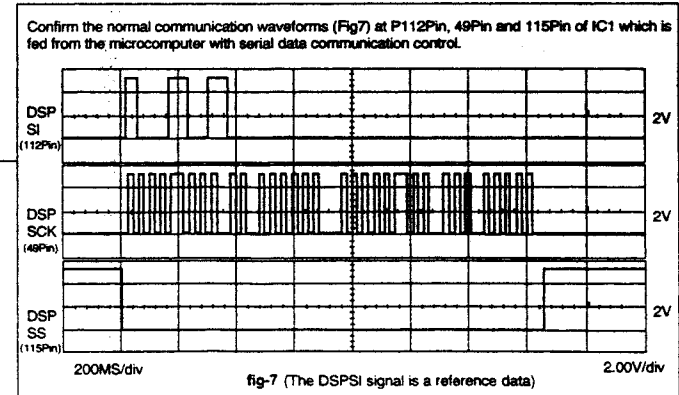 Confirm the normal communication waveforms (Fig7) at P112Pin, 49Pin and 115Pin of IC1 which is
fed from the microcomputer with serial data communication control.
DSP
SI
(112Pin)
2V
DSP
SCK
(49Pin)
2V
DSP
SS
(115Pin)
2V
200MS/div
2.00V/div
fig-7 (The DSPSI signal is a reference data)